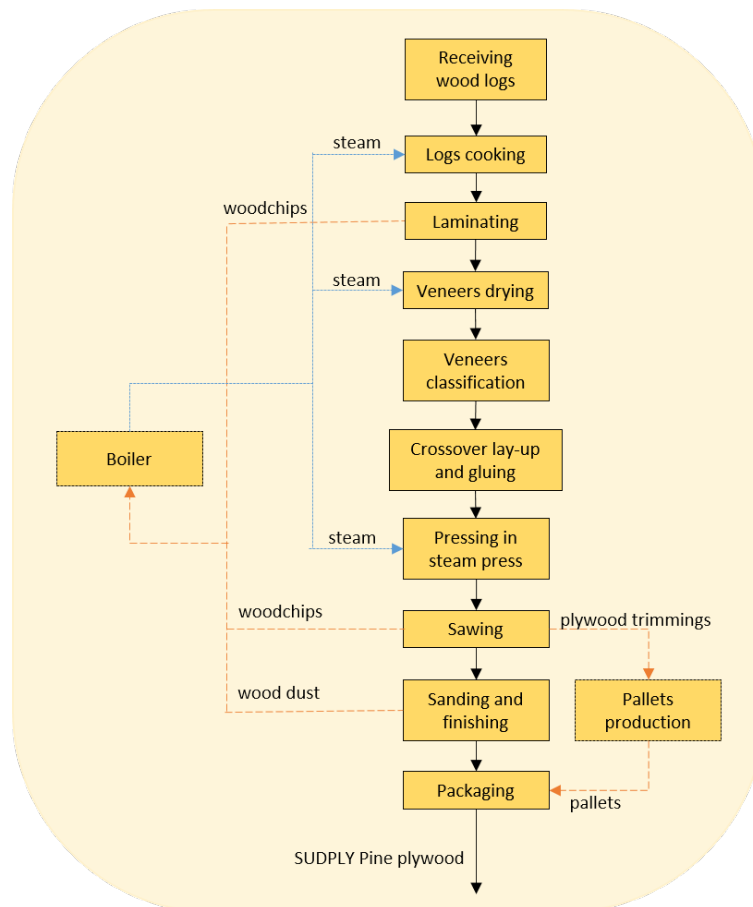 Receiving
wood logs
steam
Logs cooking
woodchips
Laminating
steam
Veneers drying
Veneers
classification
Boiler
Crossover lay-up
and gluing
steam
Pressing in
steam press
woodchips
Sawing
plywood trimmings
wood dust
Sanding and
finishing
Pallets
production
Packaging
pallets
SUDPLY Pine plywood